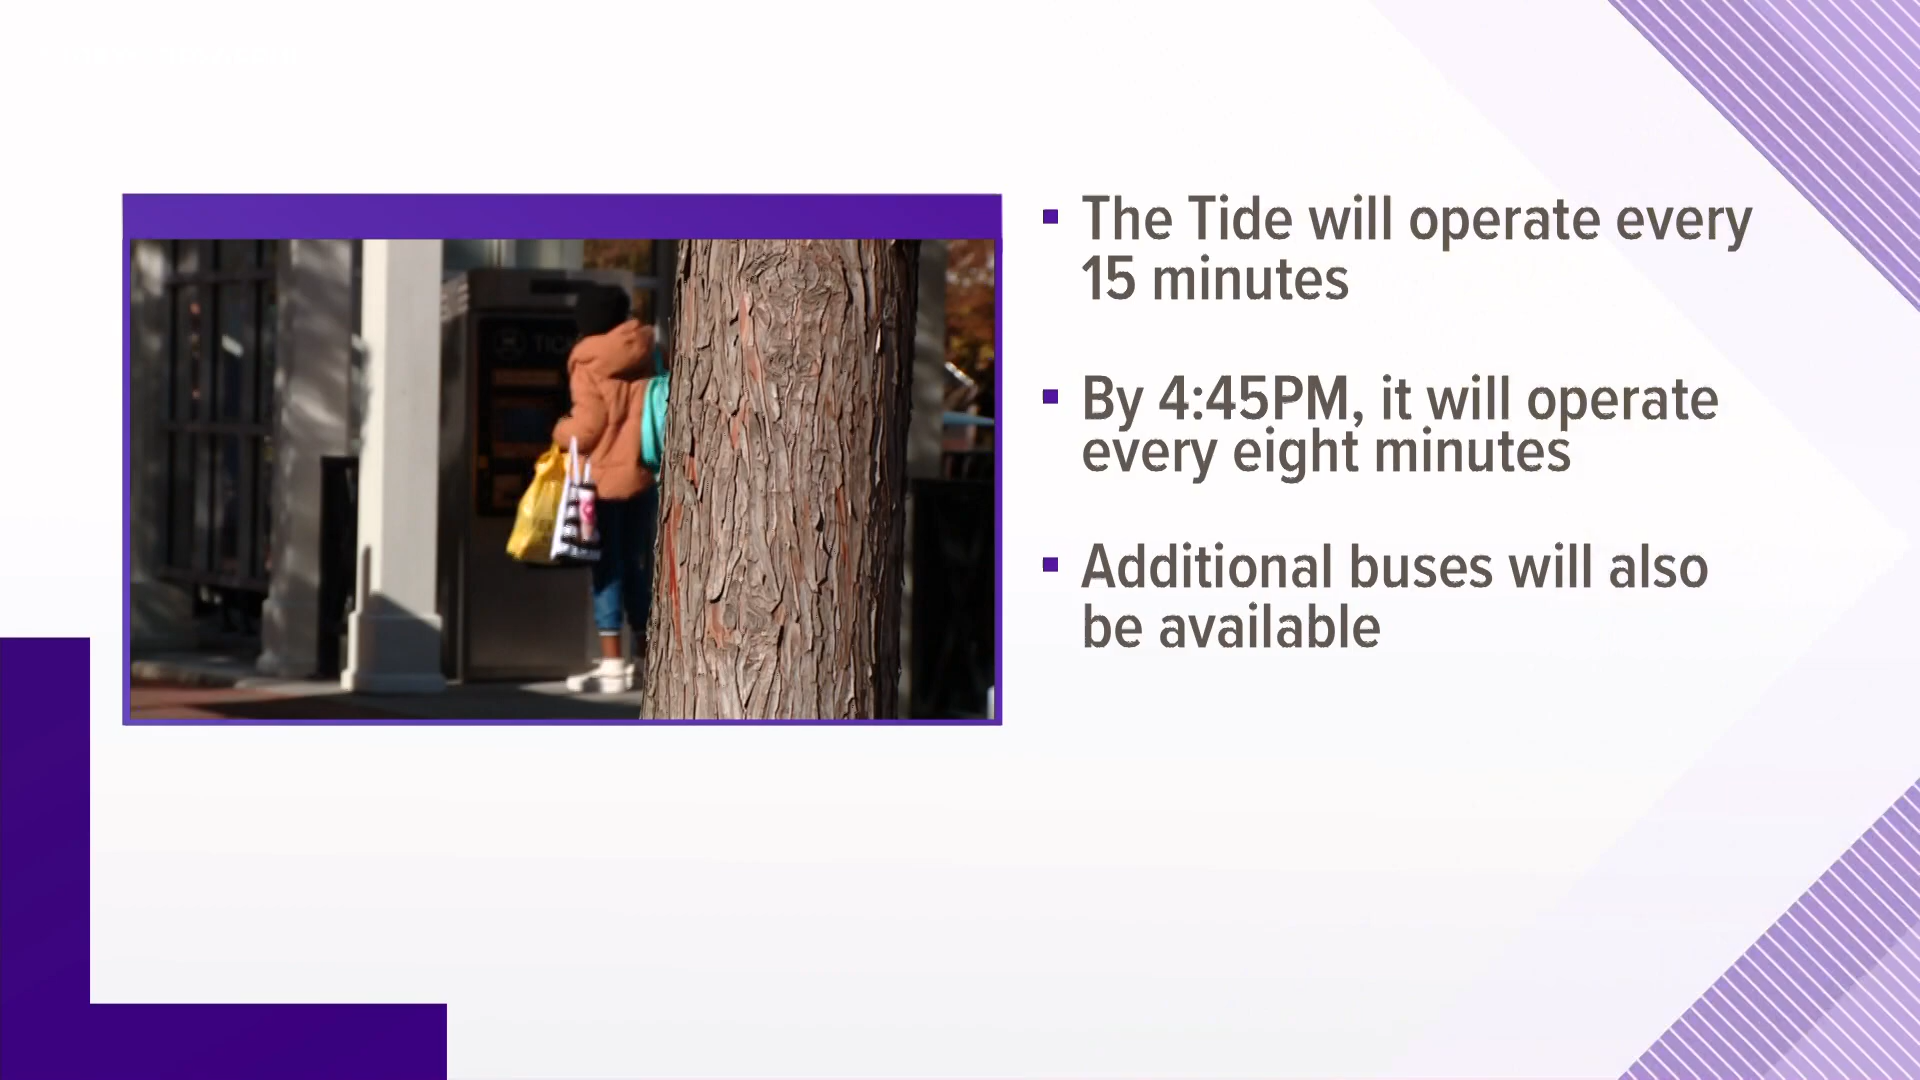 The Tide will operate every
15 minutes
By 4:45PM, it will operate
every eight minutes
Additional buses will also
be available